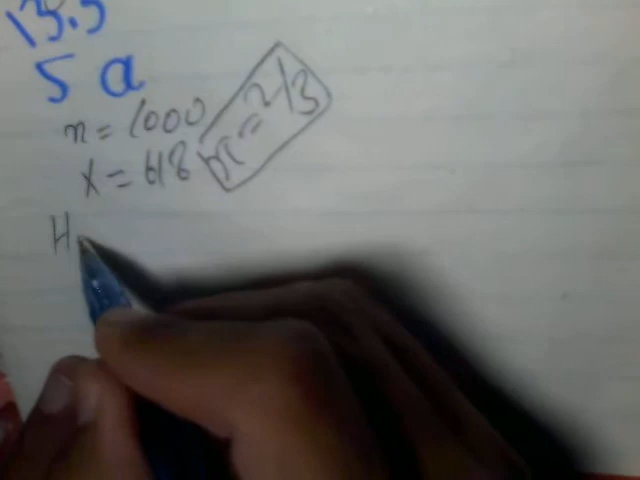 13.5
5 a
n = 1000
x = 618
π = 2/3
H